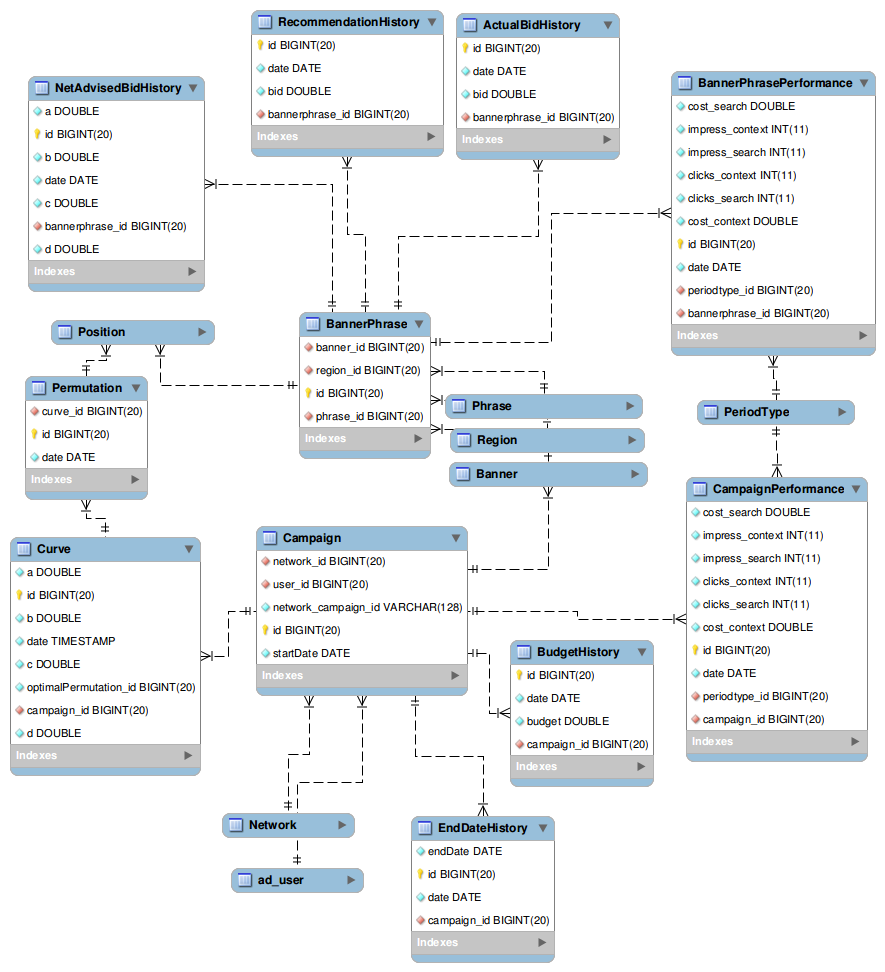 RecommendationHistory
id BIGINT(20)
date DATE
bid DOUBLE
bannerphrase_id BIGINT(20)
Indexes
ActualBidHistory
id BIGINT(20)
date DATE
bid DOUBLE
bannerphrase_id BIGINT(20)
Indexes
NetAdvisedBidHistory
a DOUBLE
id BIGINT(20)
b DOUBLE
date DATE
c DOUBLE
bannerphrase_id BIGINT(20)
d DOUBLE
Indexes
BannerPhrasePerformance
cost_search DOUBLE
impress_context INT(11)
impress_search INT(11)
clicks_context INT(11)
clicks_search INT(11)
cost_context DOUBLE
id BIGINT(20)
date DATE
periodtype_id BIGINT(20)
bannerphrase_id BIGINT(20)
Indexes
Position
BannerPhrase
banner_id BIGINT(20)
region_id BIGINT(20)
id BIGINT(20)
phrase_id BIGINT(20)
Indexes
Permutation
curve_id BIGINT(20)
id BIGINT(20)
date DATE
Indexes
Phrase
Region
Banner
PeriodType
Curve
a DOUBLE
id BIGINT(20)
b DOUBLE
date TIMESTAMP
c DOUBLE
optimalPermutation_id BIGINT(20)
campaign_id BIGINT(20)
d DOUBLE
Indexes
Campaign
network_id BIGINT(20)
user_id BIGINT(20)
network_campaign_id VARCHAR(128)
id BIGINT(20)
startDate DATE
Indexes
CampaignPerformance
cost_search DOUBLE
impress_context INT(11)
impress_search INT(11)
clicks_context INT(11)
clicks_search INT(11)
cost_context DOUBLE
id BIGINT(20)
date DATE
periodtype_id BIGINT(20)
campaign_id BIGINT(20)
Indexes
BudgetHistory
id BIGINT(20)
date DATE
budget DOUBLE
campaign_id BIGINT(20)
Indexes
Network
ad_user
EndDateHistory
endDate DATE
id BIGINT(20)
date DATE
campaign_id BIGINT(20)
Indexes